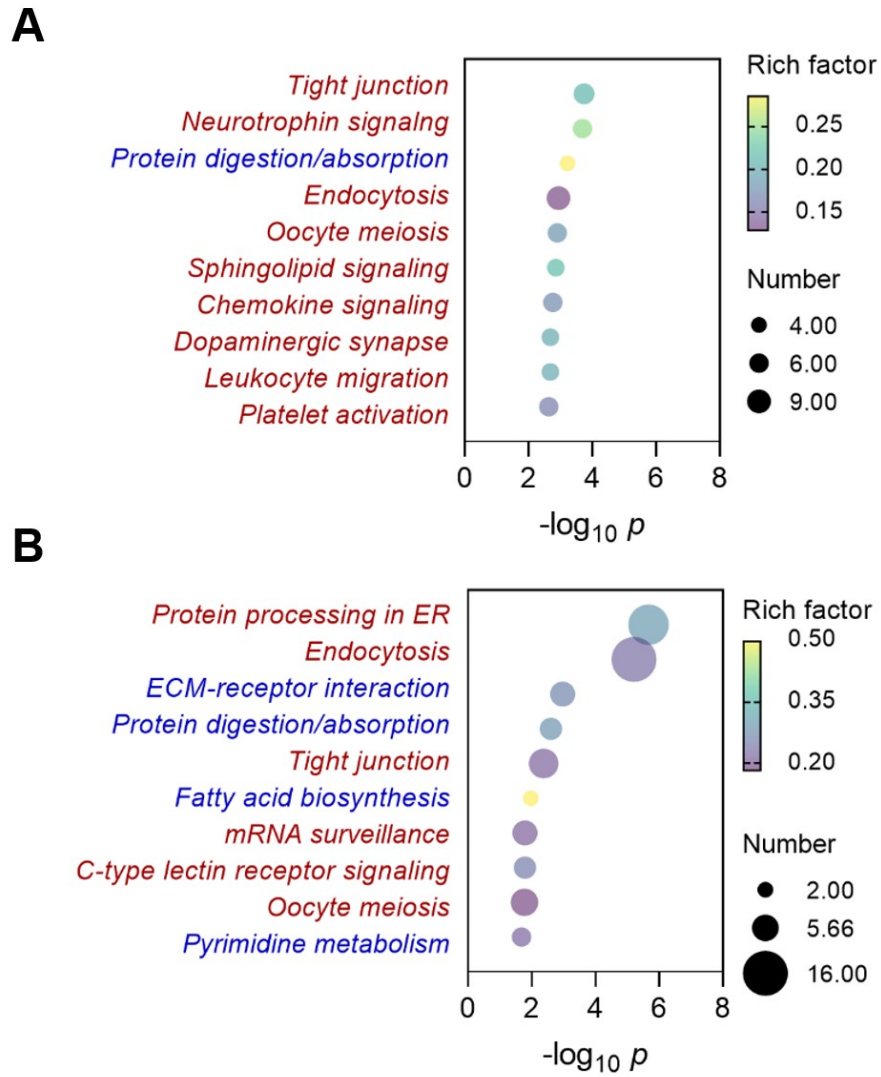 A
Tight junction
Neurotrophin signalng
Protein digestion/absorption
Endocytosis
Oocyte meiosis
Sphingolipid signaling
Chemokine signaling
Dopaminergic synapse
Leukocyte migration
Platelet activation
0 2 4 6 8
-log10 p
Rich factor
0.25
0.20
0.15
Number
4.00
6.00
9.00
B
Protein processing in ER
Endocytosis
ECM-receptor interaction
Protein digestion/absorption
Tight junction
Fatty acid biosynthesis
mRNA surveillance
C-type lectin receptor signaling
Oocyte meiosis
Pyrimidine metabolism
0 2 4 6 8
-log10 p
Rich factor
0.50
0.35
0.20
Number
2.00
5.66
16.00